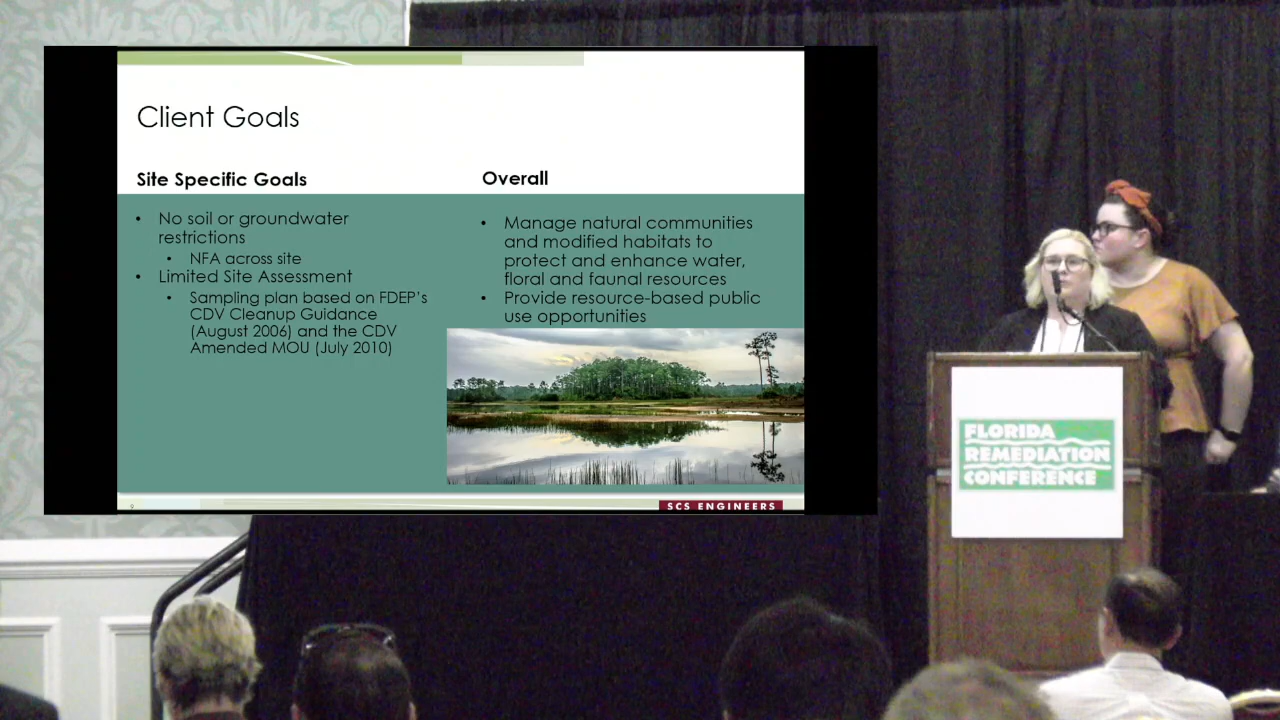 Client Goals
Site Specific Goals
• No soil or groundwater
restrictions
• NFA across site
• Limited Site Assessment
• Sampling plan based on FDEP's
CDV Cleanup Guidance
(August 2006) and the CDV
Amended MOU (July 2010)
Overall
• Manage natural communities
and modified habitats to
protect and enhance water,
floral and faunal resources
• Provide resource-based public
use opportunities
9
SCS ENGINEERS
FLORIDA
REMEDIATION
CONFERENCE